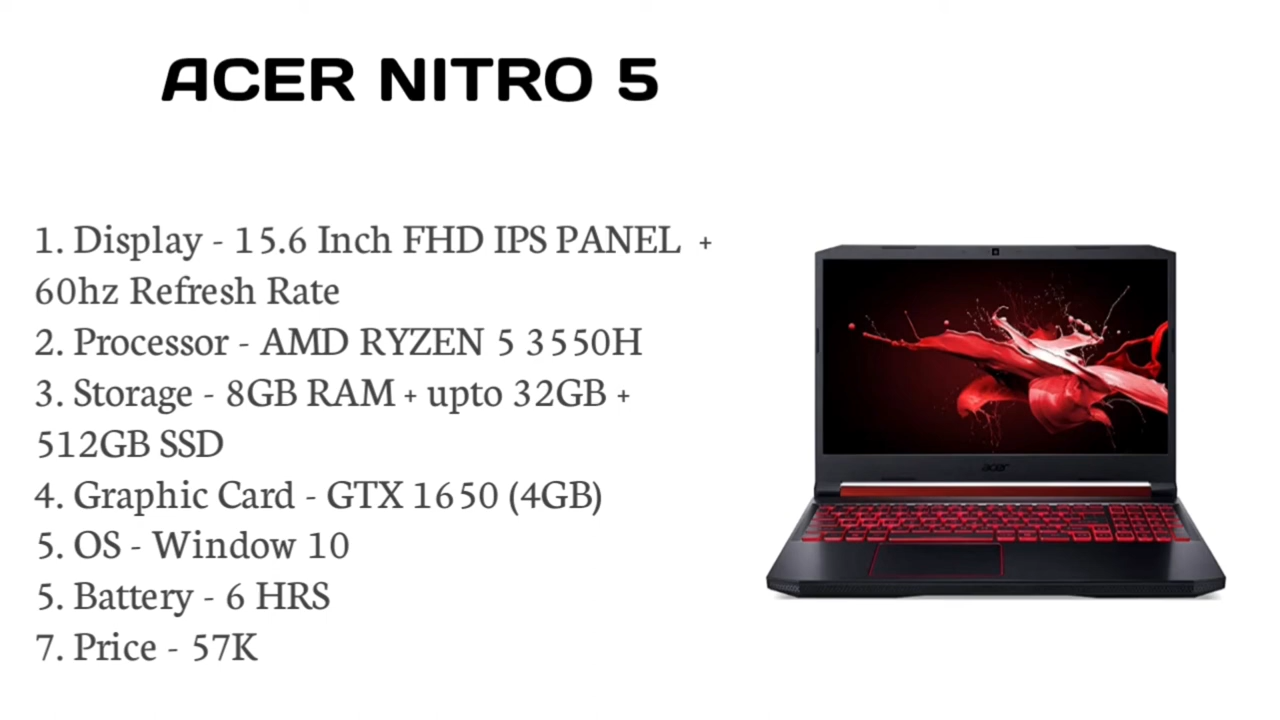 ACER NITRO 5
1. Display - 15.6 Inch FHD IPS PANEL +
60hz Refresh Rate
2. Processor - AMD RYZEN 5 3550H
3. Storage - 8GB RAM + upto 32GB +
512GB SSD
4. Graphic Card - GTX 1650 (4GB)
5. OS - Window 10
5. Battery - 6 HRS
7. Price - 57K
acer